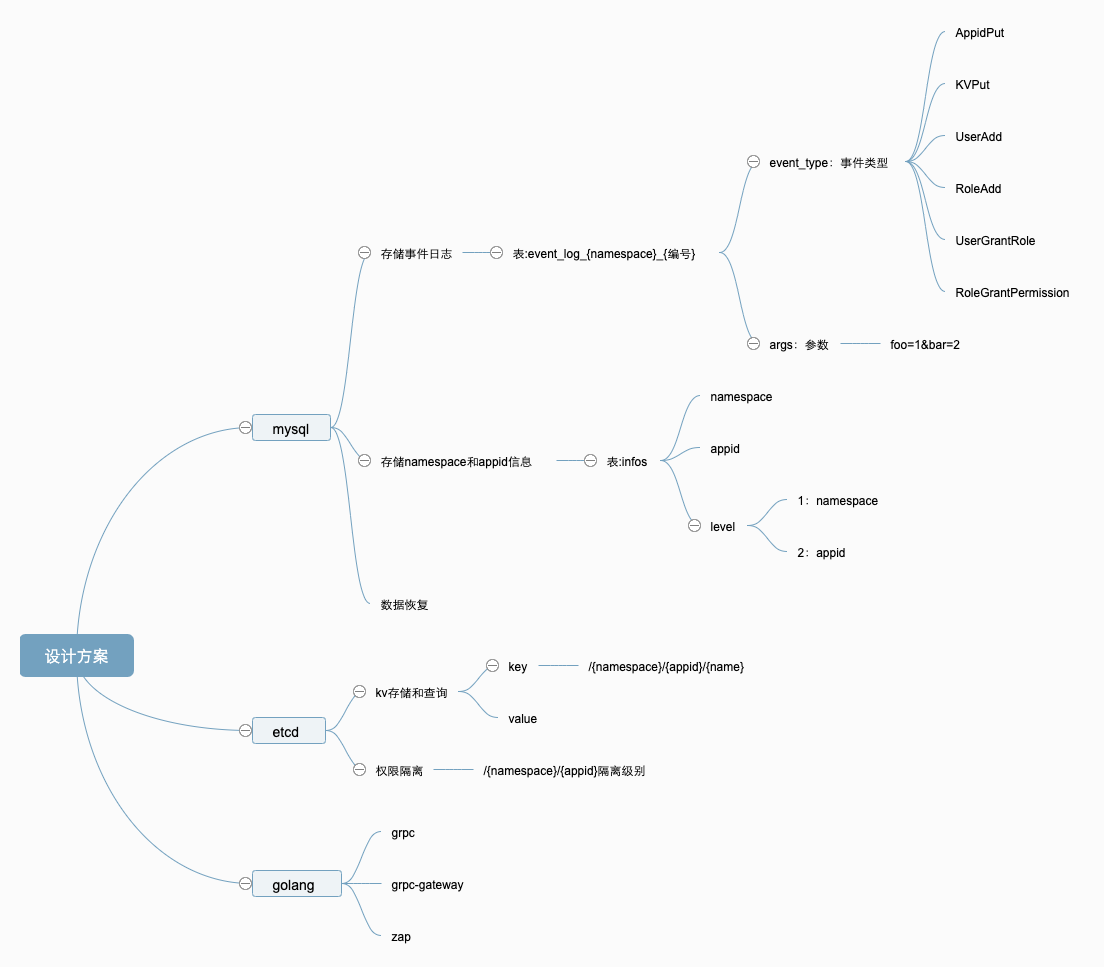 设计方案
mysql
存储事件日志
表:event_log_{namespace}_{编号}
event_type：事件类型
AppidPut
KVPut
UserAdd
RoleAdd
UserGrantRole
RoleGrantPermission
args：参数
foo=1&bar=2
存储namespace和appid信息
表:infos
namespace
appid
level
1：namespace
2：appid
数据恢复
etcd
kv存储和查询
key
/{namespace}/{appid}/{name}
value
权限隔离
/{namespace}/{appid}隔离级别
golang
grpc
grpc-gateway
zap